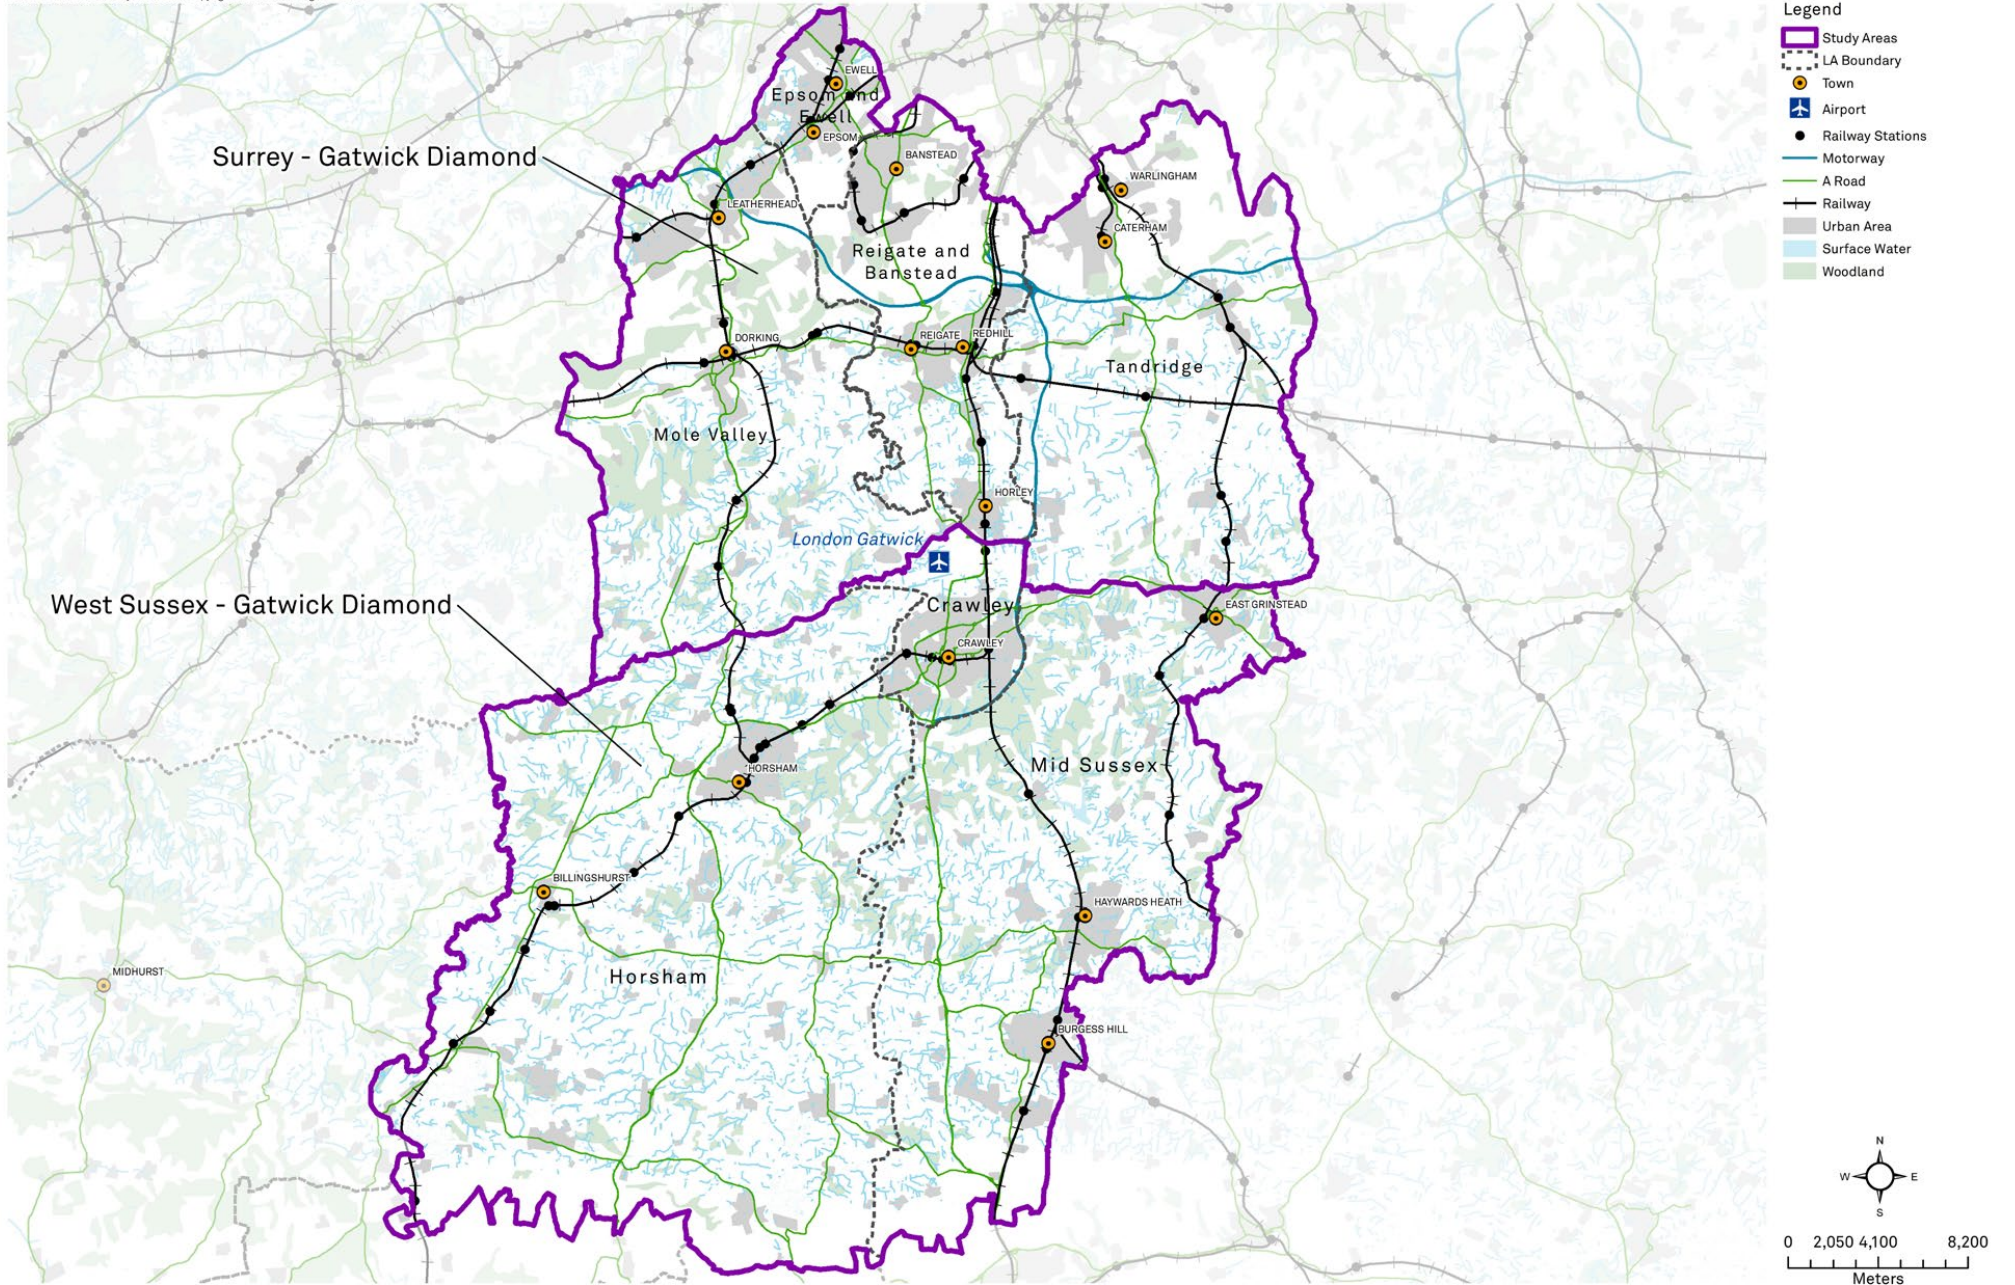 Legend
Study Areas
LA Boundary
Town
Airport
Railway Stations
Motorway
A Road
Railway
Urban Area
Surface Water
Woodland
EWELL
Epsom and
Ewell
EPSOM
BANSTEAD
Surrey - Gatwick Diamond
WARLINGHAM
LEATHERHEAD
CATERHAM
Reigate and
Banstead
DORKING
REIGATE
REDHILL
Tandridge
Mole Valley
HORLEY
London Gatwick
West Sussex - Gatwick Diamond
Crawley
EAST GRINSTEAD
CRAWLEY
Mid Sussex
HORSHAM
BILLINGSHURST
HAYWARDS HEATH
MIDHURST
Horsham
BURGESS HILL
N
W E
S
0 2,050 4,100 8,200
Meters